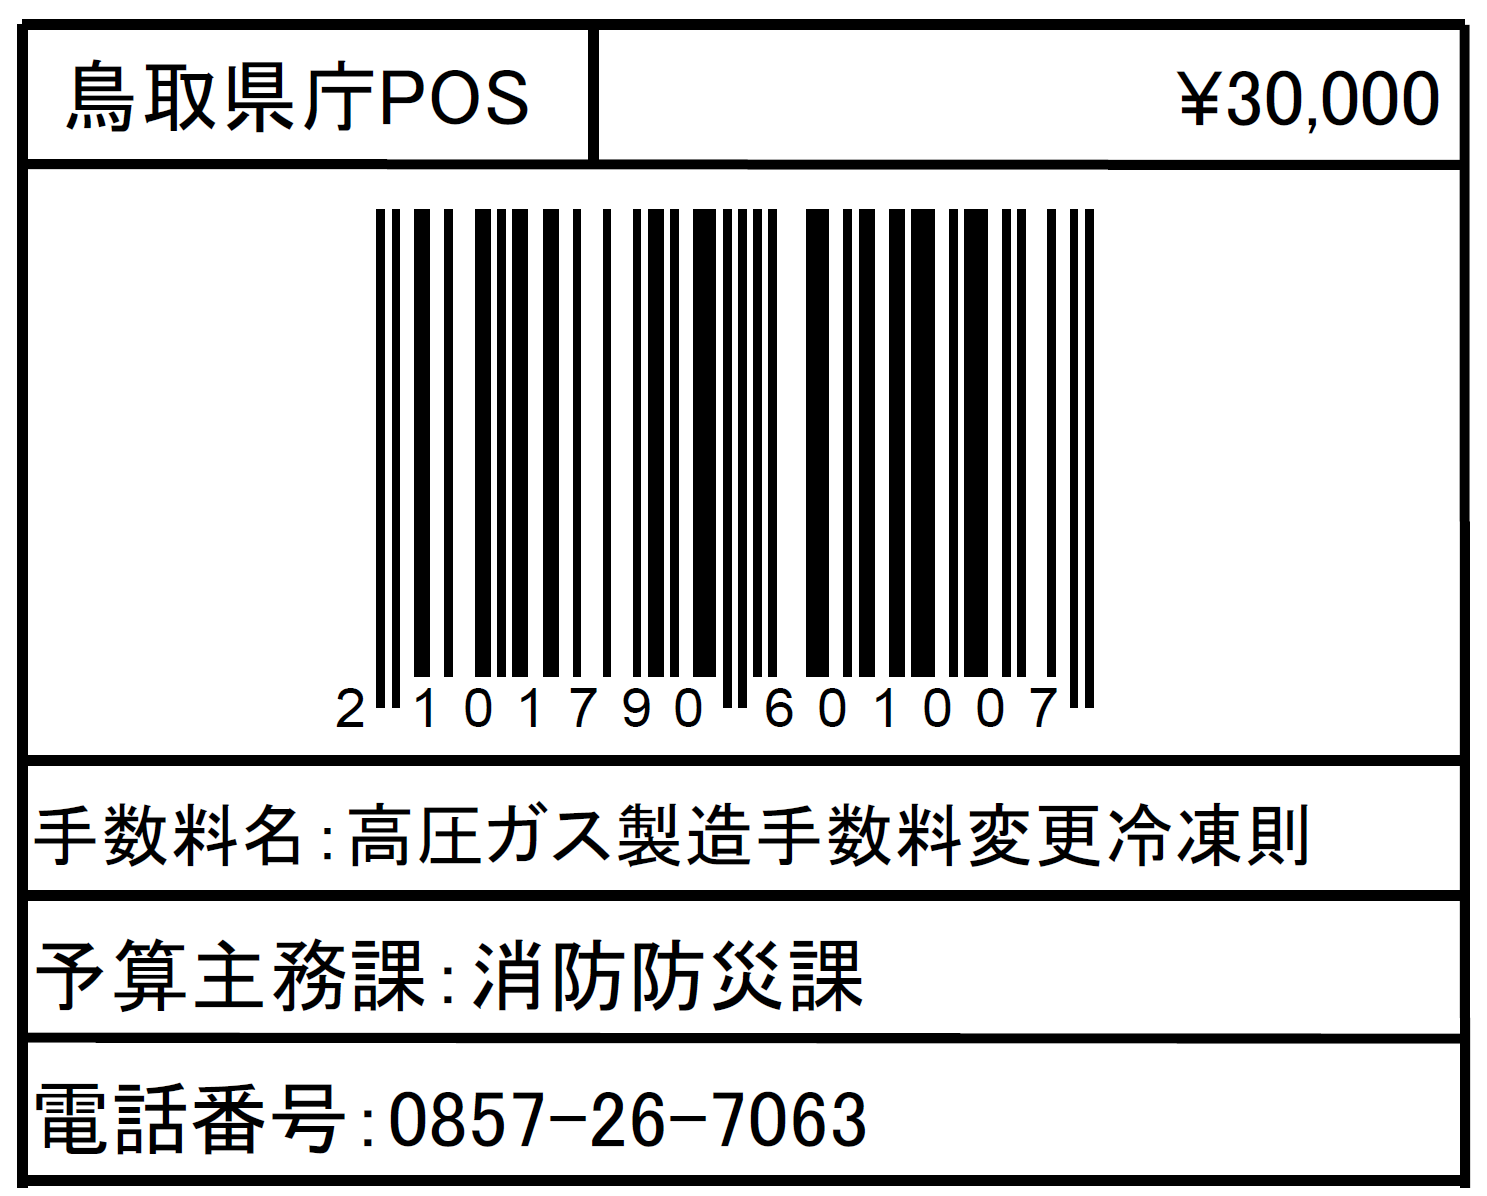 鳥取県庁POS
¥30,000
2 101790 601007
手数料名：高圧ガス製造手数料変更冷凍則
予算主務課：消防防災課
電話番号：0857-26-7063